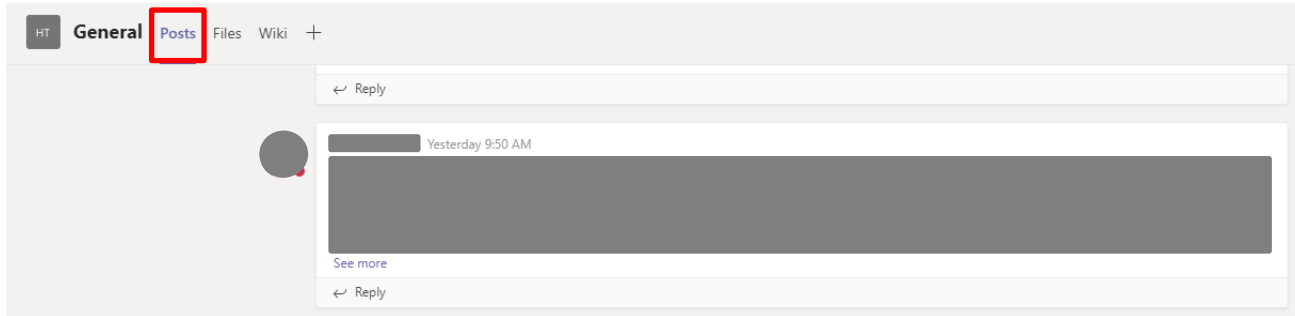 HT General Posts Files Wiki +
Reply
Yesterday 9:50 AM
See more
Reply